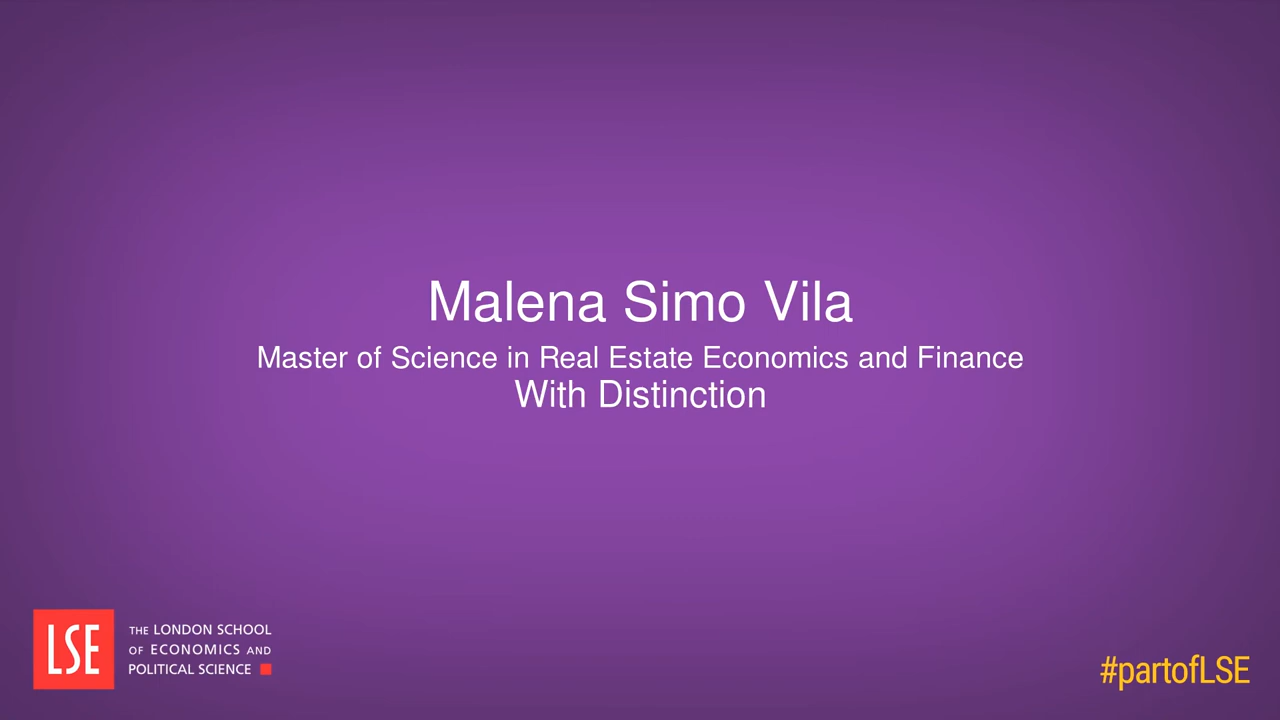 Malena Simo Vila
Master of Science in Real Estate Economics and Finance
With Distinction
LSE
THE LONDON SCHOOL
OF ECONOMICS AND
POLITICAL SCIENCE
#partofLSE